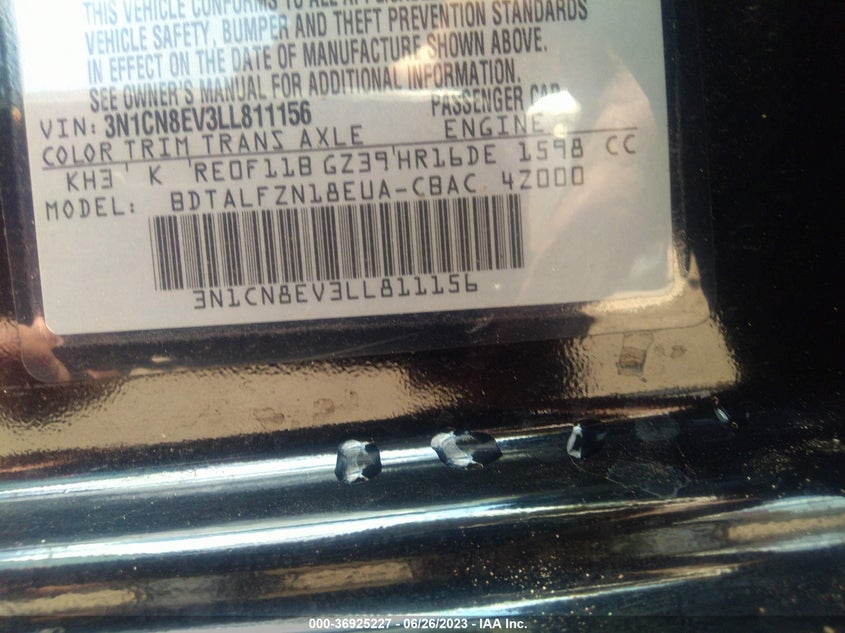 THIS VEHICLE CONFORMS TO ALL
VEHICLE SAFETY, BUMPER AND THEFT PREVENTION STANDARDS
IN EFFECT ON THE DATE OF MANUFACTURE SHOWN ABOVE.
SEE OWNER'S MANUAL FOR ADDITIONAL INFORMATION.
VIN: 3N1CN8EV3LL811156 PASSENGER CAR
COLOR TRIM TRANS AXLE ENGINE
KH3 K RE0F11B GZ39 HR16DE 1598 CC
MODEL: BDTALFZN18EUA-CBAC 4Z000
3N1CN8EV3LL811156
000-36925227 - 06/26/2023 - IAA Inc.